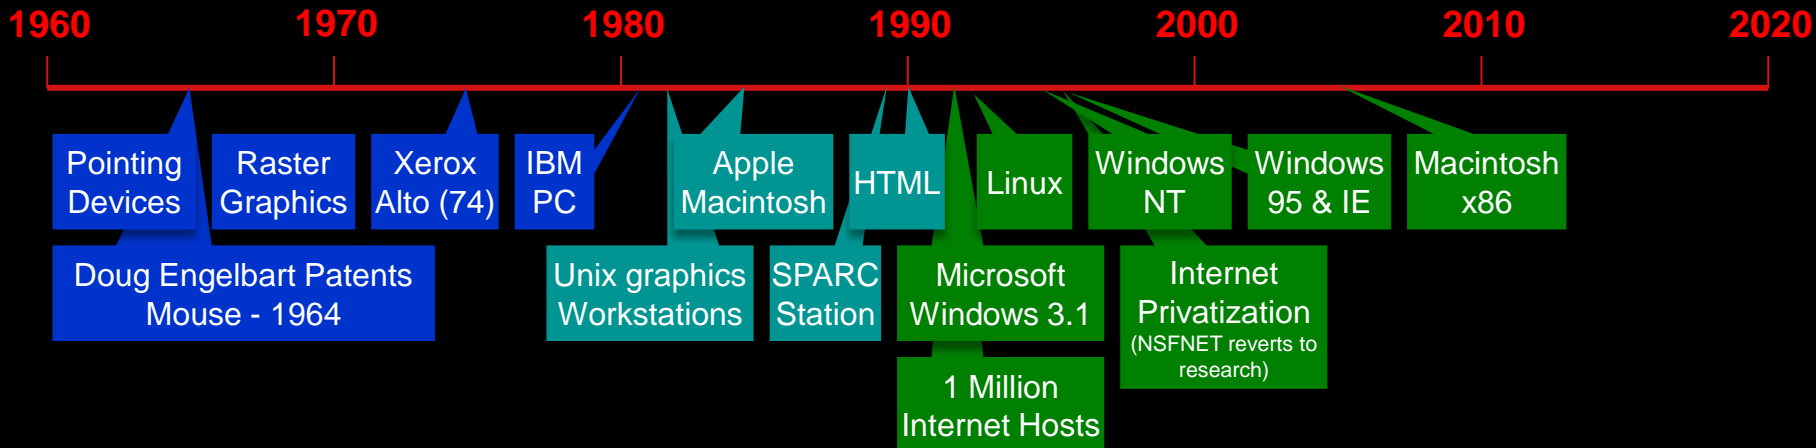 1960 1970 1980 1990 2000 2010 2020
Pointing
Devices
Raster
Graphics
Xerox
Alto (74)
IBM
PC
Apple
Macintosh
HTML
Linux
Windows
NT
Windows
95 & IE
Macintosh
x86
Doug Engelbart Patents
Mouse - 1964
Unix graphics
Workstations
SPARC
Station
Microsoft
Windows 3.1
Internet
Privatization
(NSFNET reverts to
research)
1 Million
Internet Hosts